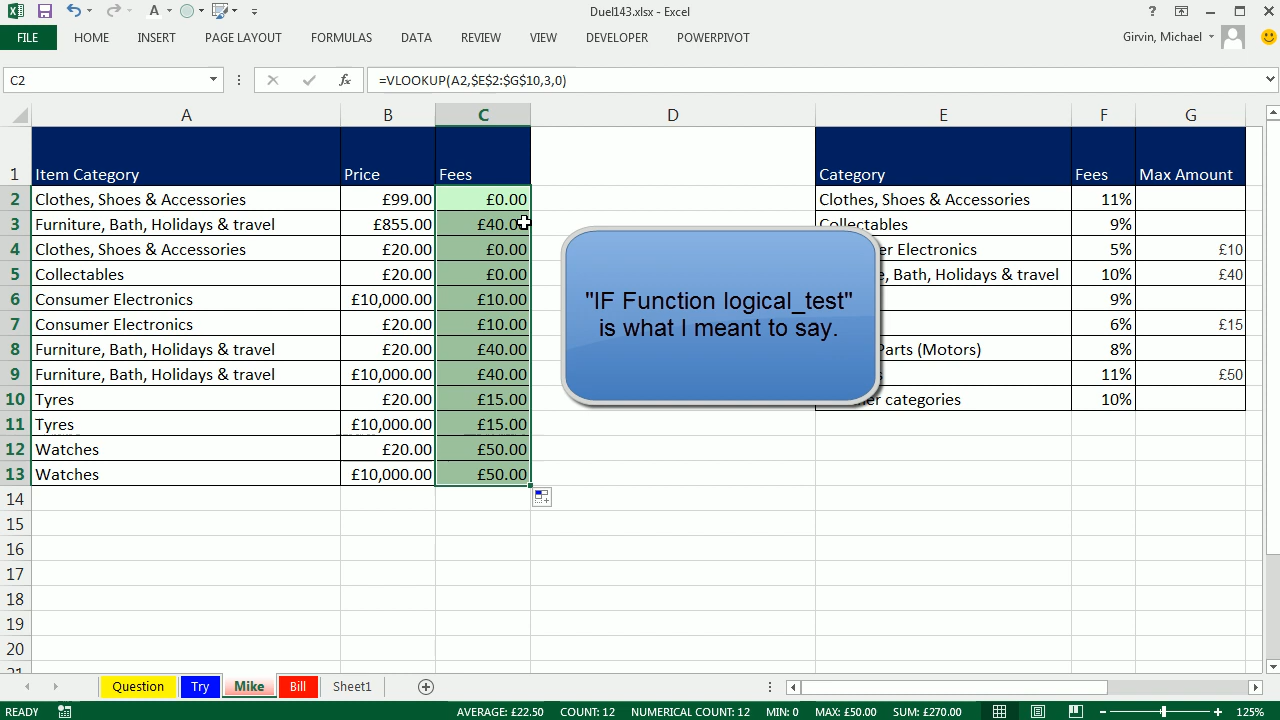 Duel143.xlsx - Excel
FILE HOME INSERT PAGE LAYOUT FORMULAS DATA REVIEW VIEW DEVELOPER POWERPIVOT Girvin, Michael
C2 =VLOOKUP(A2,$E$2:$G$10,3,0)
A B C D E F G
1 Item Category Price Fees Category Fees Max Amount
2 Clothes, Shoes & Accessories £99.00 £0.00 Clothes, Shoes & Accessories 11%
3 Furniture, Bath, Holidays & travel £855.00 £40.00 Collectables 9%
4 Clothes, Shoes & Accessories £20.00 £0.00 Electronics 5% £10
5 Collectables £20.00 £0.00 Bath, Holidays & travel 10% £40
6 Consumer Electronics £10,000.00 £10.00 9%
7 Consumer Electronics £20.00 £10.00 6% £15
8 Furniture, Bath, Holidays & travel £20.00 £40.00 Parts (Motors) 8%
9 Furniture, Bath, Holidays & travel £10,000.00 £40.00 11% £50
10 Tyres £20.00 £15.00 categories 10%
11 Tyres £10,000.00 £15.00
12 Watches £20.00 £50.00
13 Watches £10,000.00 £50.00
14
15
16
17
18
19
20
"IF Function logical_test"
is what I meant to say.
Question Try Mike Bill Sheet1
READY AVERAGE: £22.50 COUNT: 12 NUMERICAL COUNT: 12 MIN: 0 MAX: £50.00 SUM: £270.00 125%